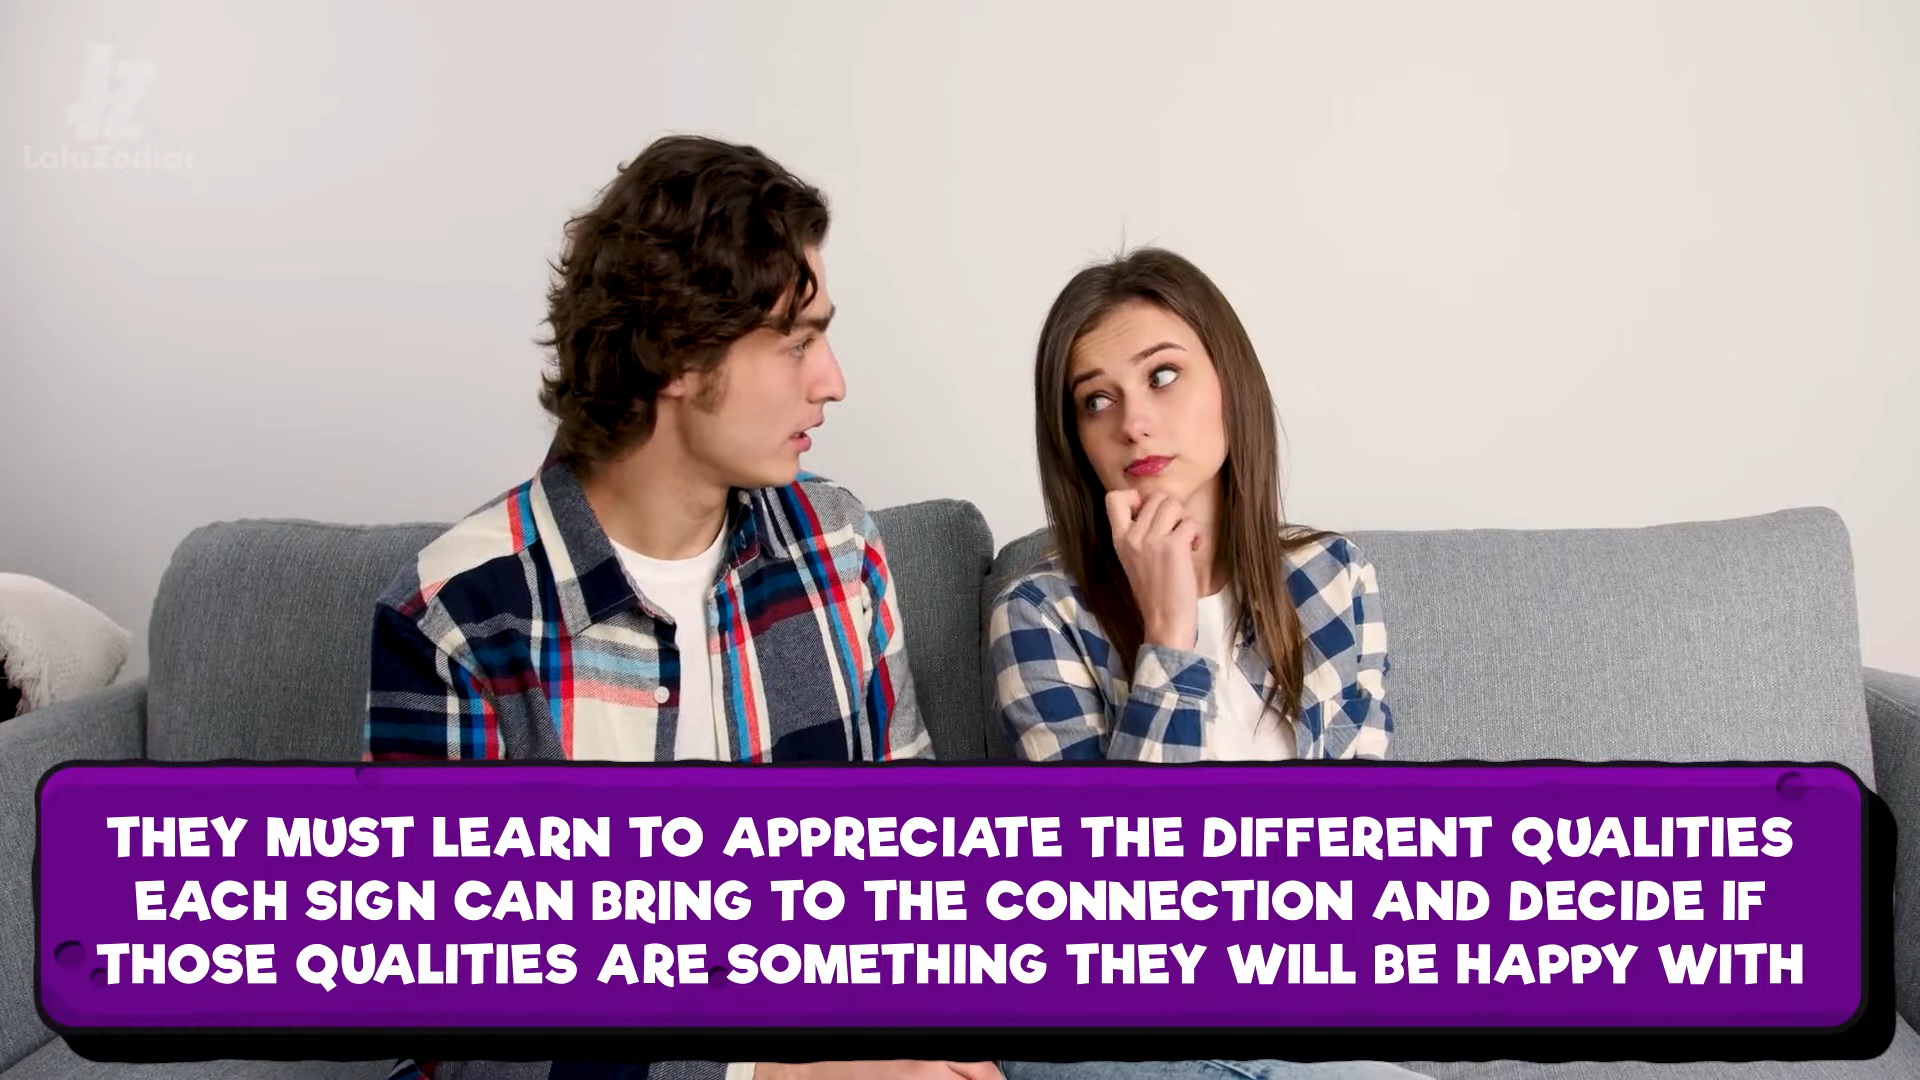 LolaZodiac
THEY MUST LEARN TO APPRECIATE THE DIFFERENT QUALITIES
EACH SIGN CAN BRING TO THE CONNECTION AND DECIDE IF
THOSE QUALITIES ARE SOMETHING THEY WILL BE HAPPY WITH